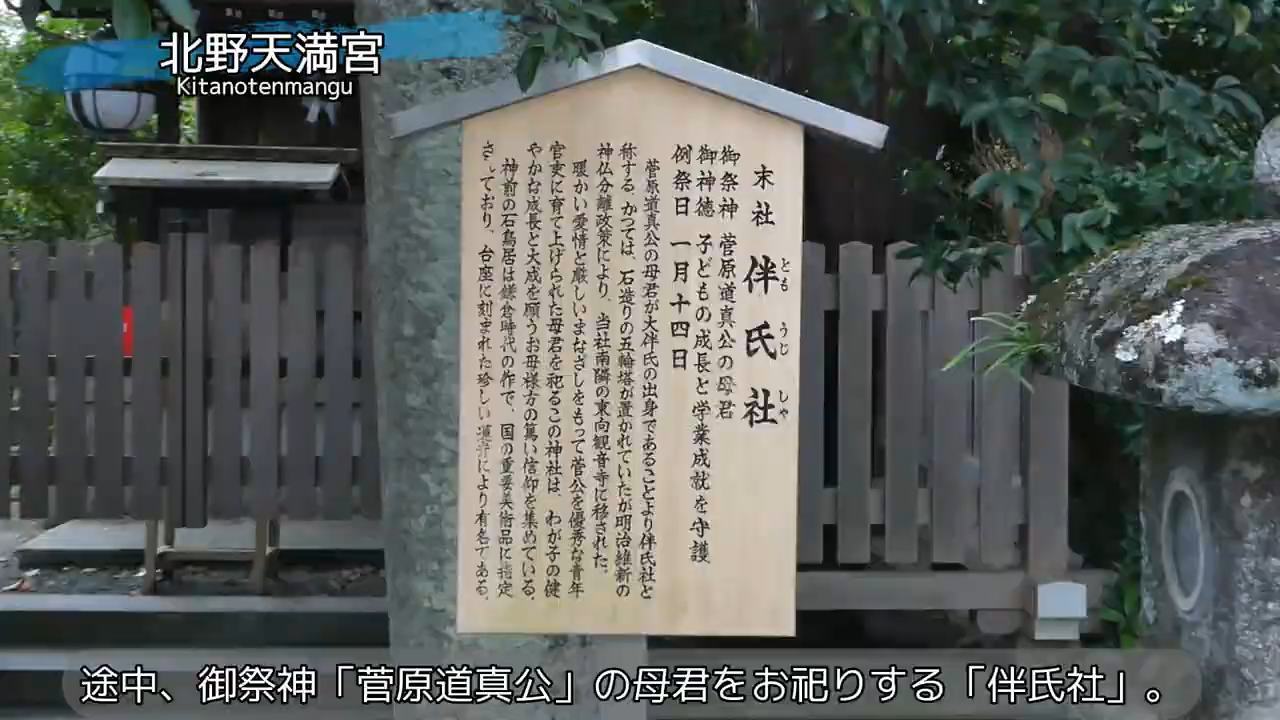 北野天満宮
Kitanotenmangu
末社 伴氏社
とも うじ しゃ
御祭神 菅原道真公の母君
御神徳 子どもの成長と学業成就を守護
例祭日 一月十四日
菅原道真公の母君が大伴氏の出身であることより伴氏社と
称する。かつては、石造りの五輪塔が置かれていたが明治維新の
神仏分離政策により、当社南隣の東向観音寺に移された。
暖かい愛情と厳しいまなざしをもって菅公を優秀な青年
官吏に育て上げられた母君を祀るこの神社は、わが子の健
やかな成長と大成を願うお母様方の篤い信仰を集めている。
神前の石鳥居は鎌倉時代の作で、国の重要美術品に指定
されており、台座に刻まれた珍しい蓮弁により有名である。
途中、御祭神「菅原道真公」の母君をお祀りする「伴氏社」。